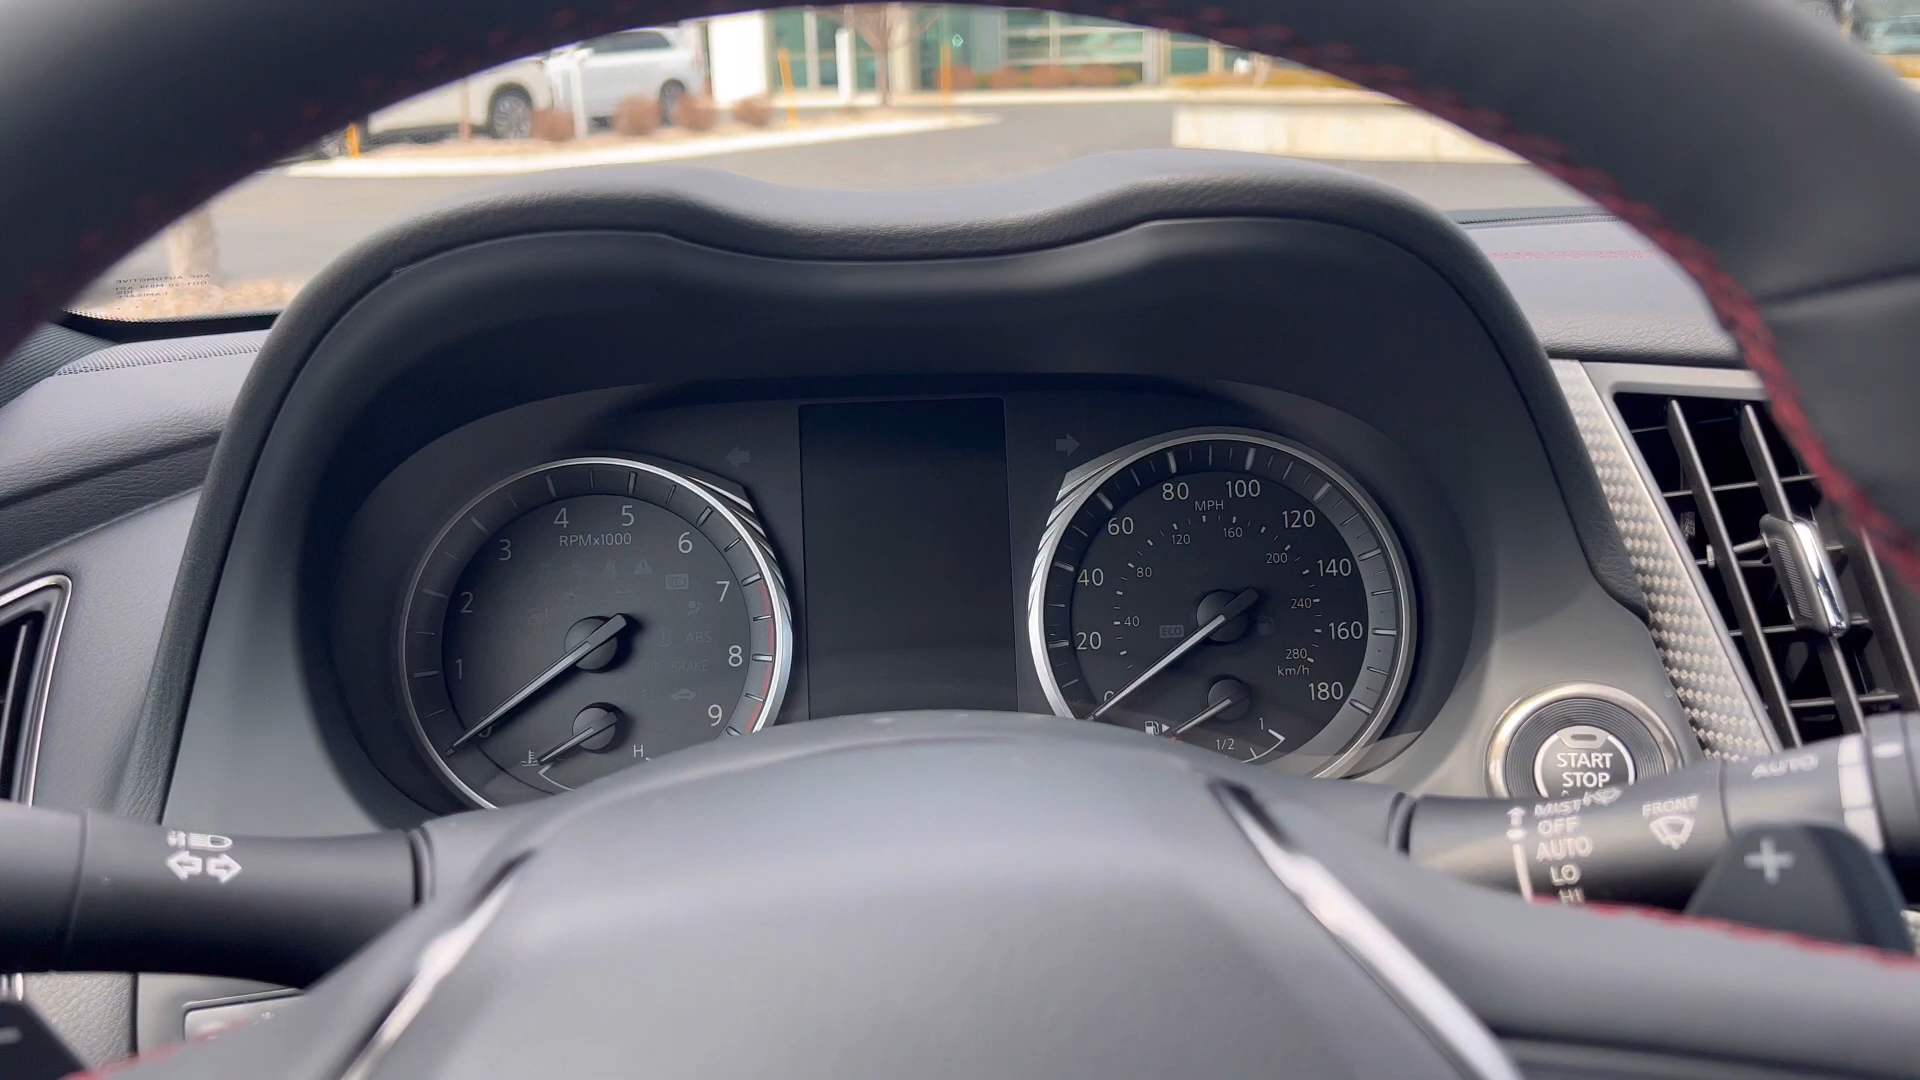 4 5
RPMx1000
3 6
2 7
ABS
BRAKE
1 8
9
H
80 100
MPH
60 120
120 160
200
40 80 140
240
40
ECO
20 160
280
km/h
0 180
1/2 1
START
STOP
MIST
OFF
AUTO
LO
HI
FRONT
AUTO
+